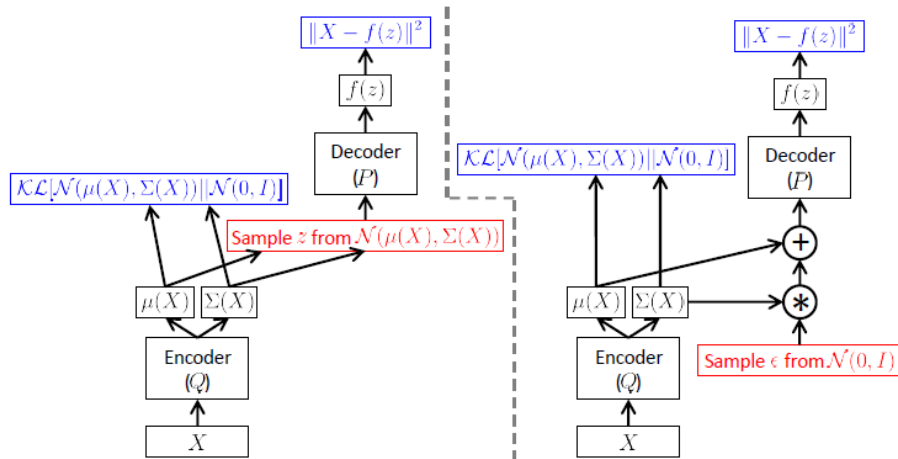 ‖X − f(z)‖²
f(z)
Decoder
(P)
𝒦ℒ[𝒩(μ(X), Σ(X))||𝒩(0, I)]
Sample z from 𝒩(μ(X), Σ(X))
μ(X) Σ(X)
Encoder
(Q)
X
‖X − f(z)‖²
f(z)
Decoder
(P)
𝒦ℒ[𝒩(μ(X), Σ(X))||𝒩(0, I)]
+
μ(X) Σ(X) *
Sample ϵ from 𝒩(0, I)
Encoder
(Q)
X